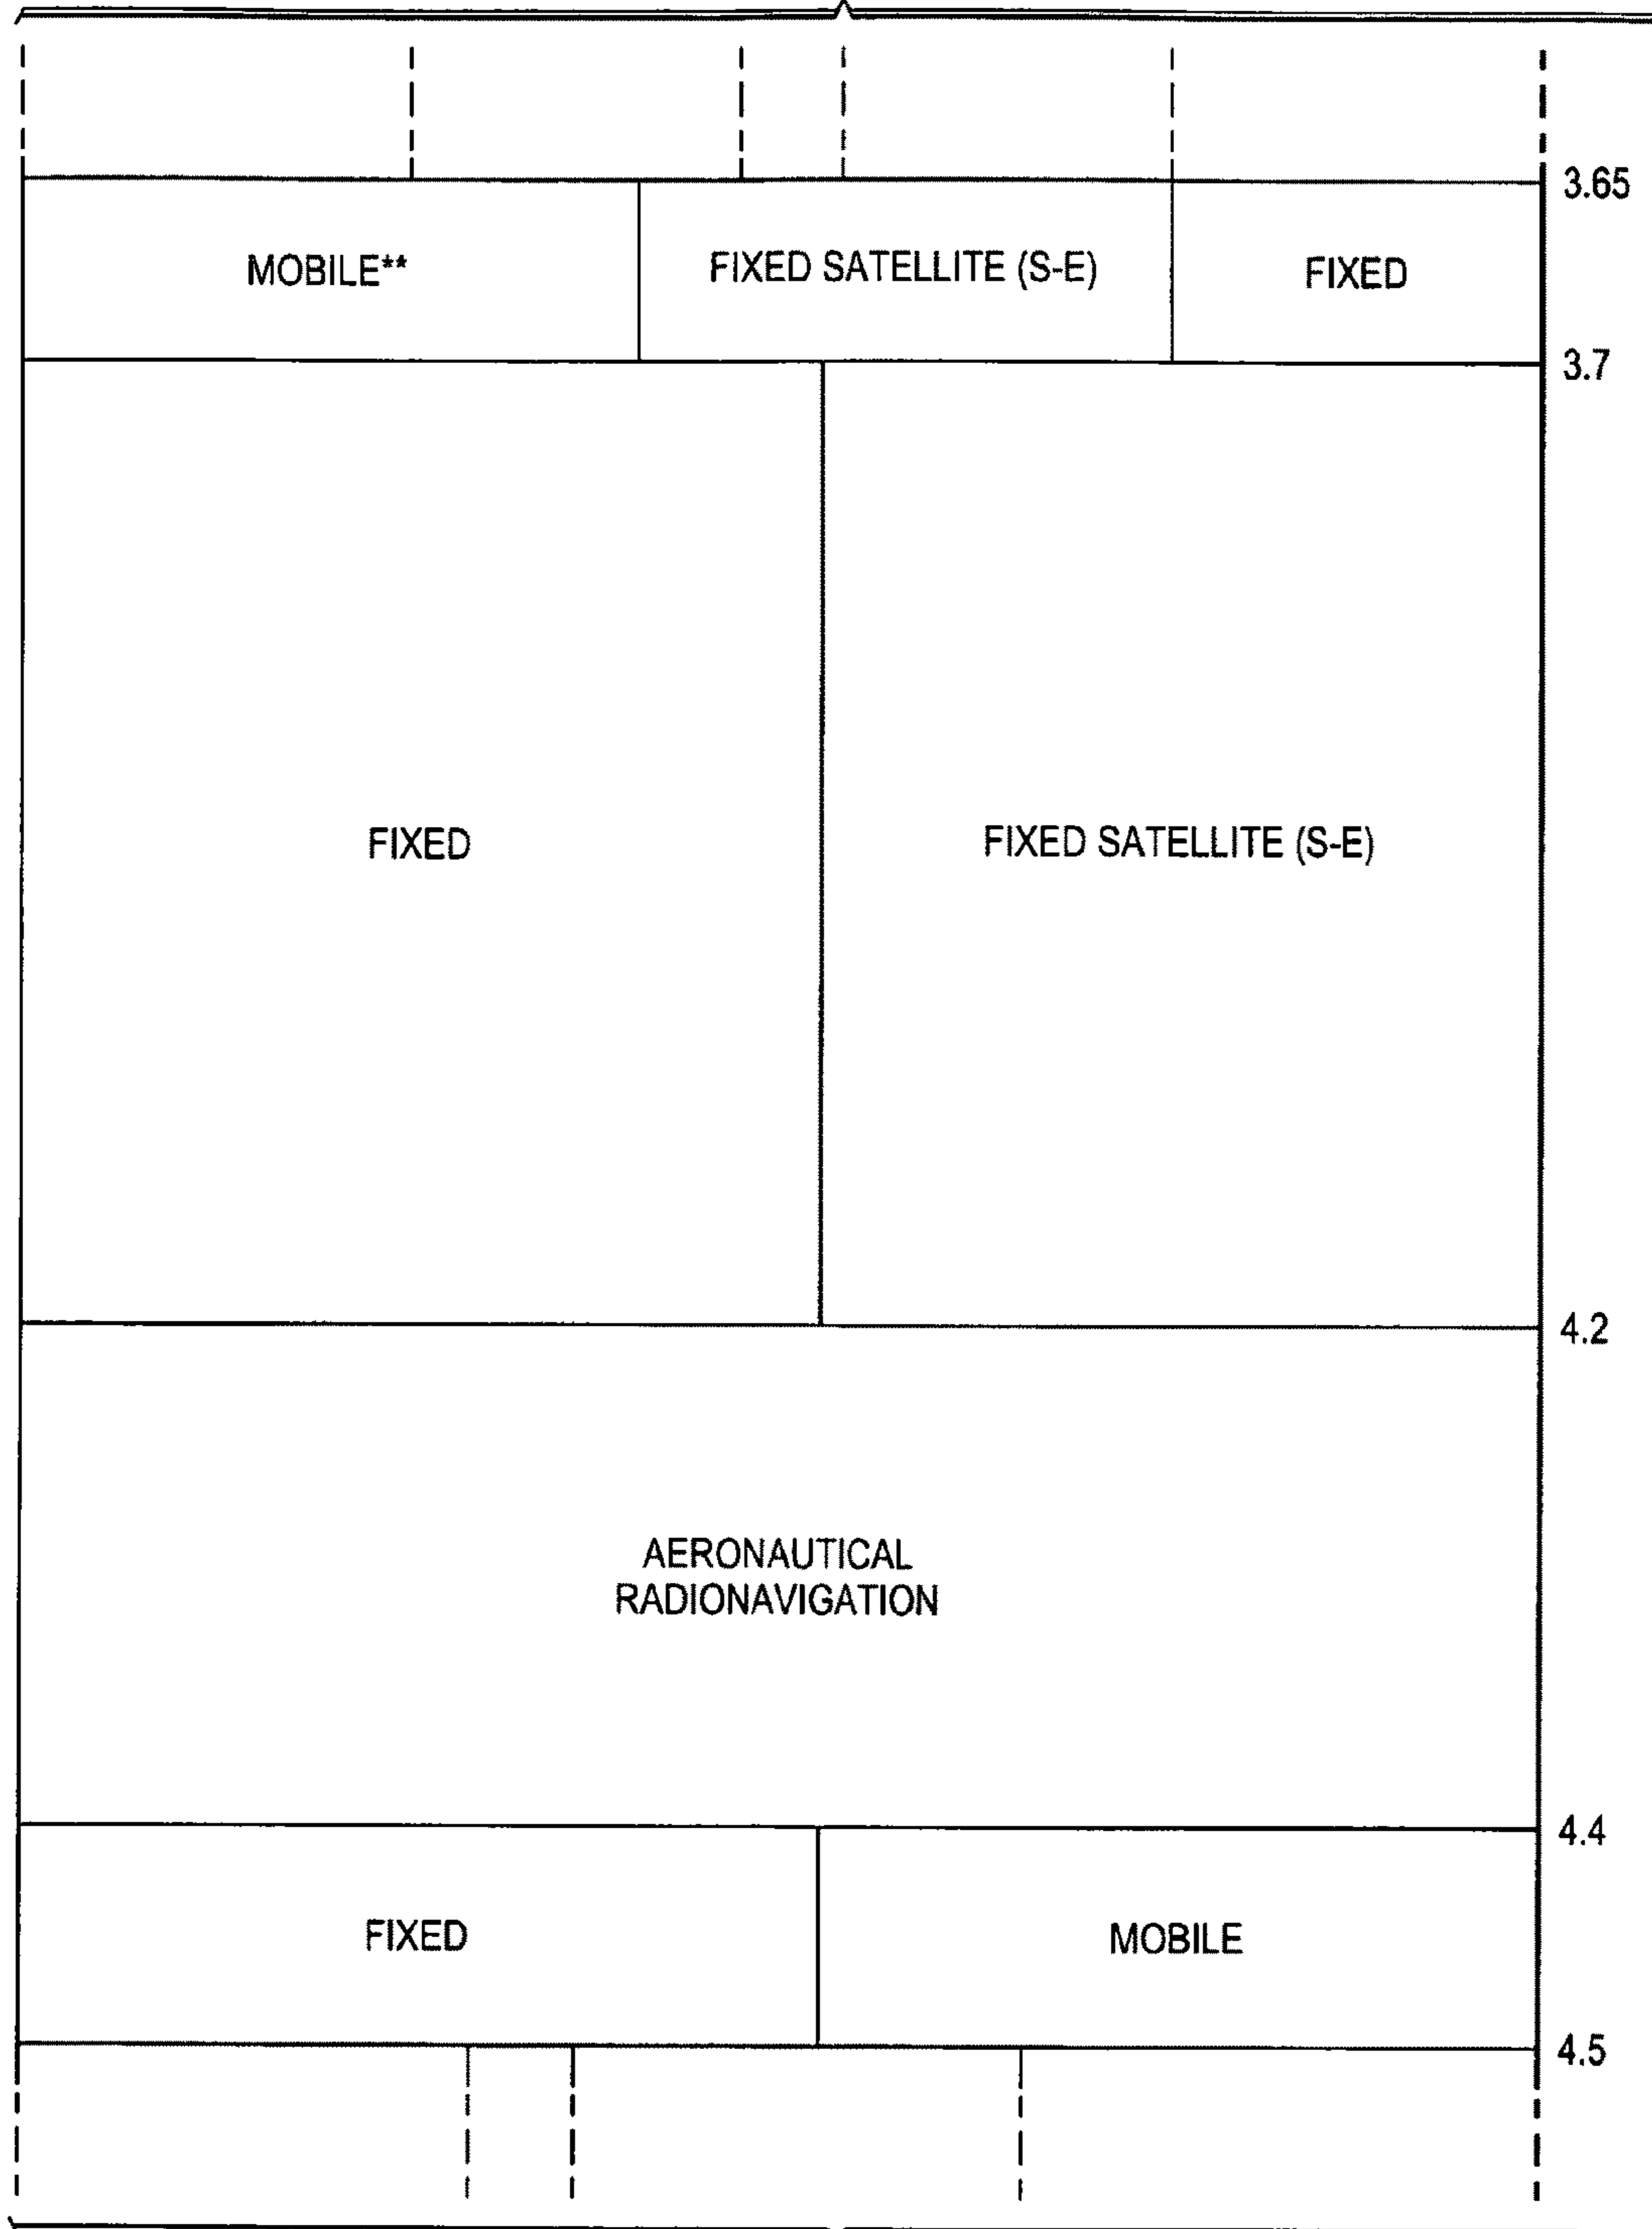 3.65
MOBILE**
FIXED SATELLITE (S-E)
FIXED
3.7
FIXED
FIXED SATELLITE (S-E)
4.2
AERONAUTICAL
RADIONAVIGATION
4.4
FIXED
MOBILE
4.5